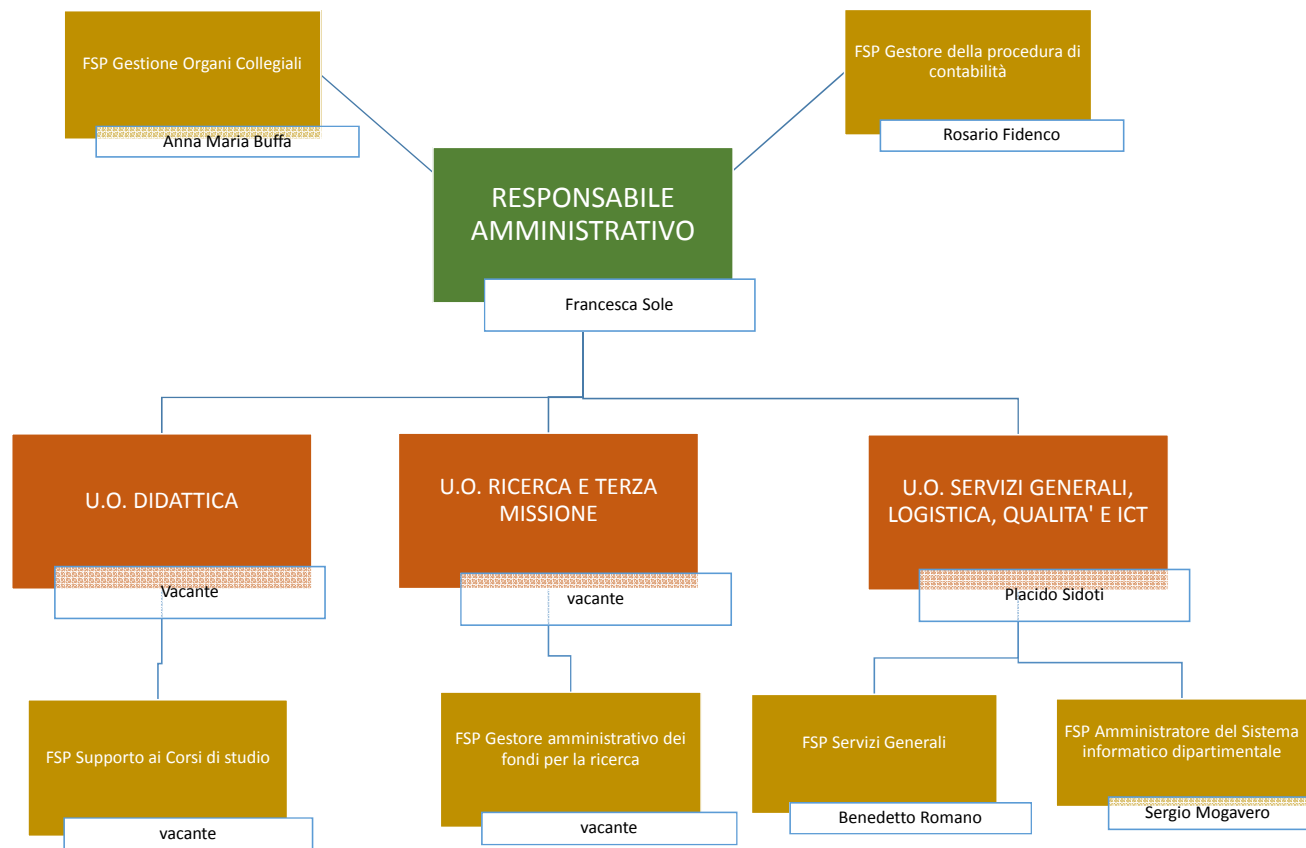 FSP Gestione Organi Collegiali
Anna Maria Buffa
FSP Gestore della procedura di
contabilità
Rosario Fidenco
RESPONSABILE
AMMINISTRATIVO
Francesca Sole
U.O. DIDATTICA
Vacante
U.O. RICERCA E TERZA
MISSIONE
vacante
U.O. SERVIZI GENERALI,
LOGISTICA, QUALITA' E ICT
Placido Sidoti
FSP Supporto ai Corsi di studio
vacante
FSP Gestore amministrativo dei
fondi per la ricerca
vacante
FSP Servizi Generali
Benedetto Romano
FSP Amministratore del Sistema
informatico dipartimentale
Sergio Mogavero